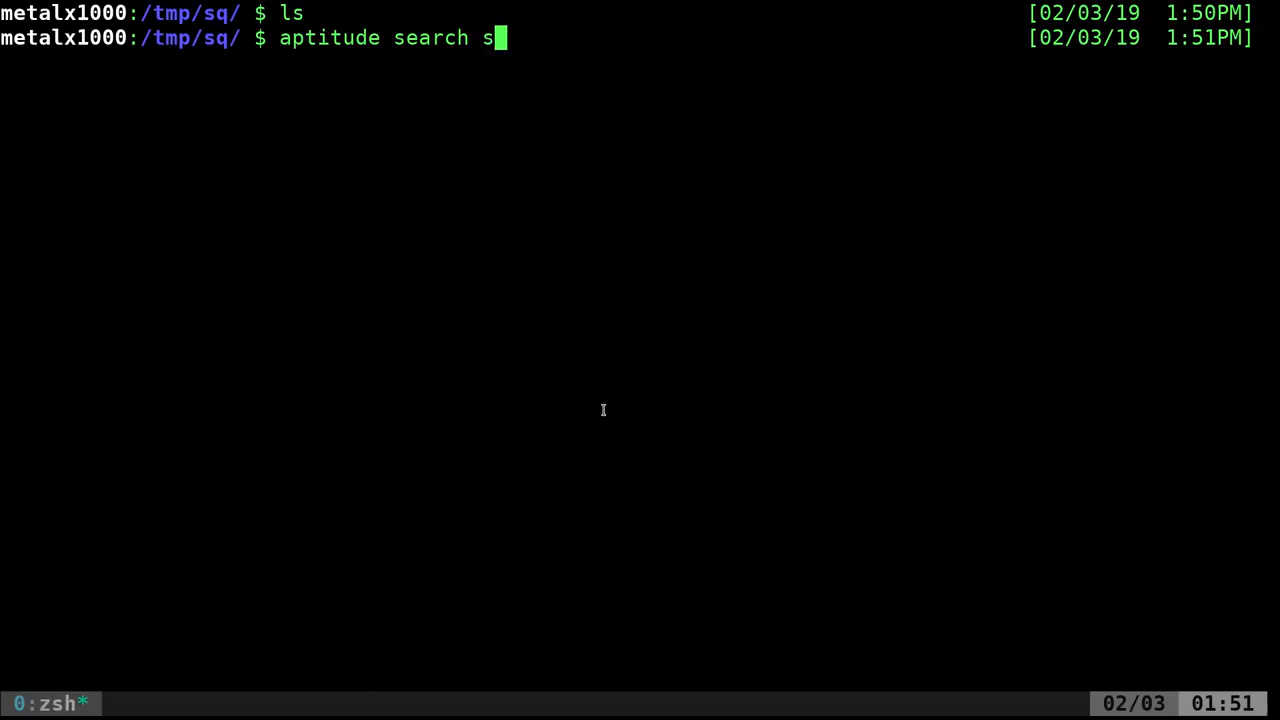 metalx1000:/tmp/sq/ $ ls [02/03/19  1:50PM]
metalx1000:/tmp/sq/ $ aptitude search s [02/03/19  1:51PM]
0:zsh* 02/03 01:51